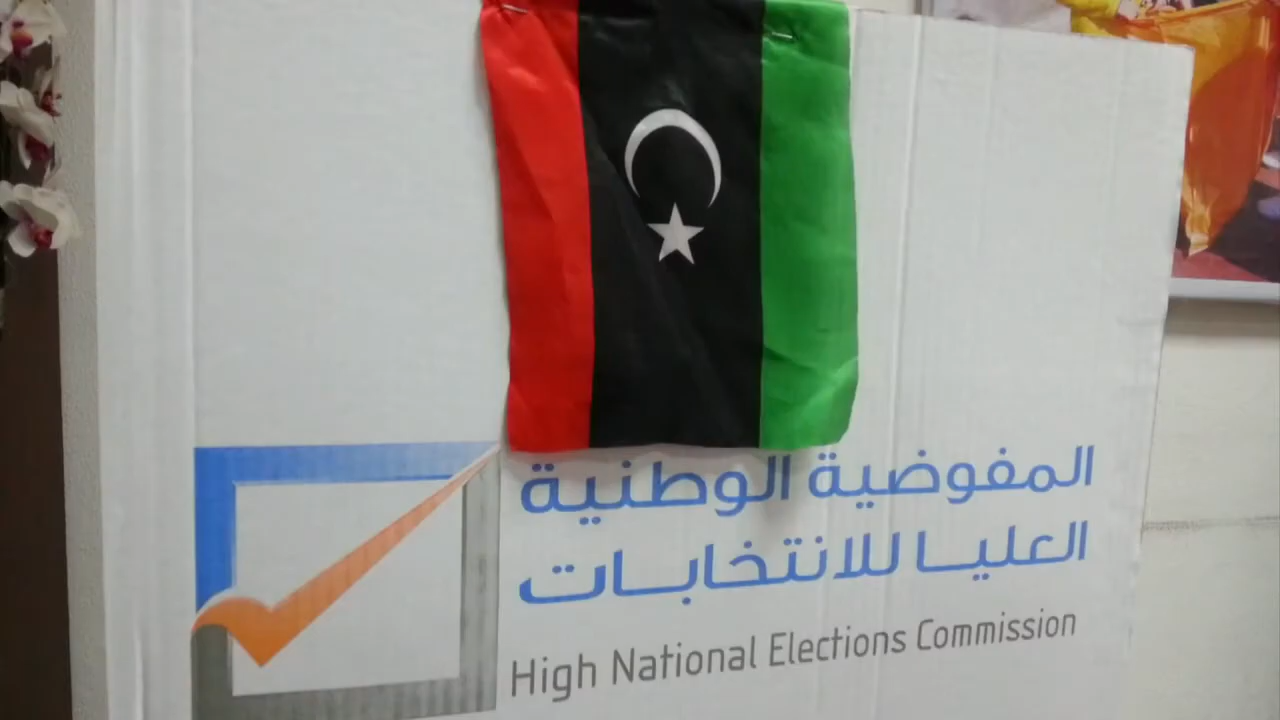 المفوضية الوطنية
العليا للانتخابات
High National Elections Commission